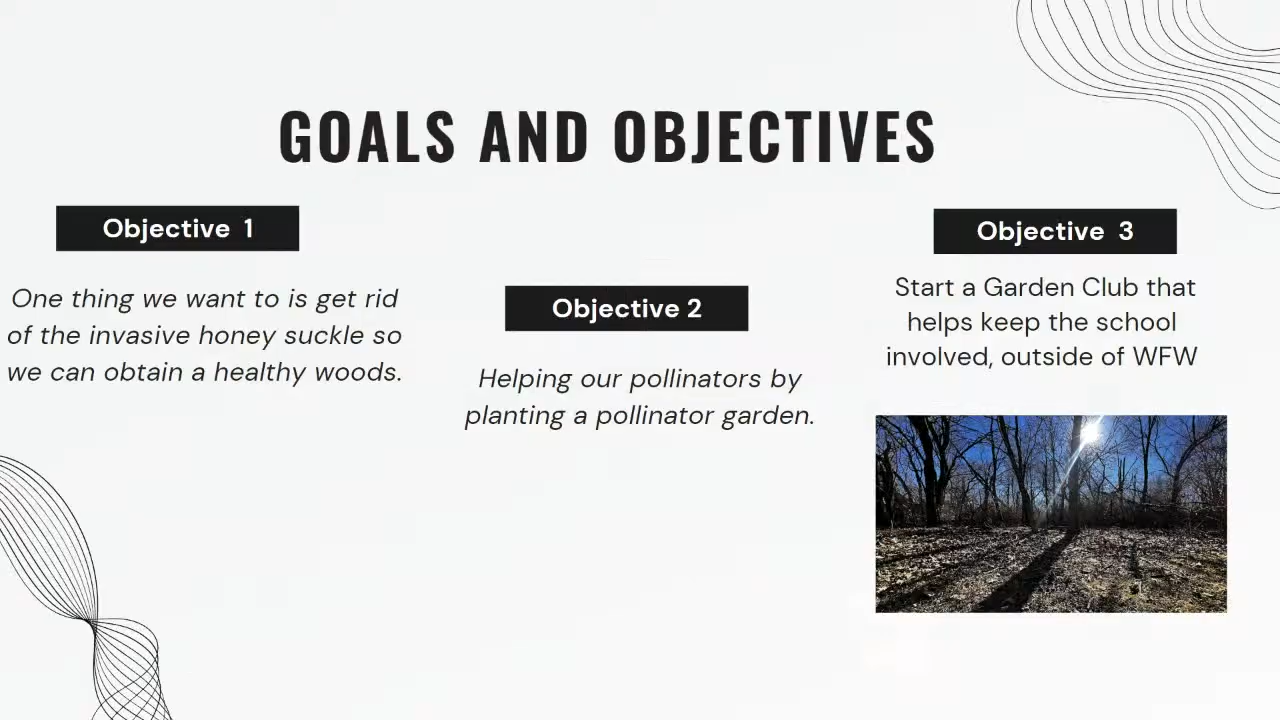 GOALS AND OBJECTIVES
Objective 1
One thing we want to is get rid
of the invasive honey suckle so
we can obtain a healthy woods.
Objective 2
Helping our pollinators by
planting a pollinator garden.
Objective 3
Start a Garden Club that
helps keep the school
involved, outside of WFW